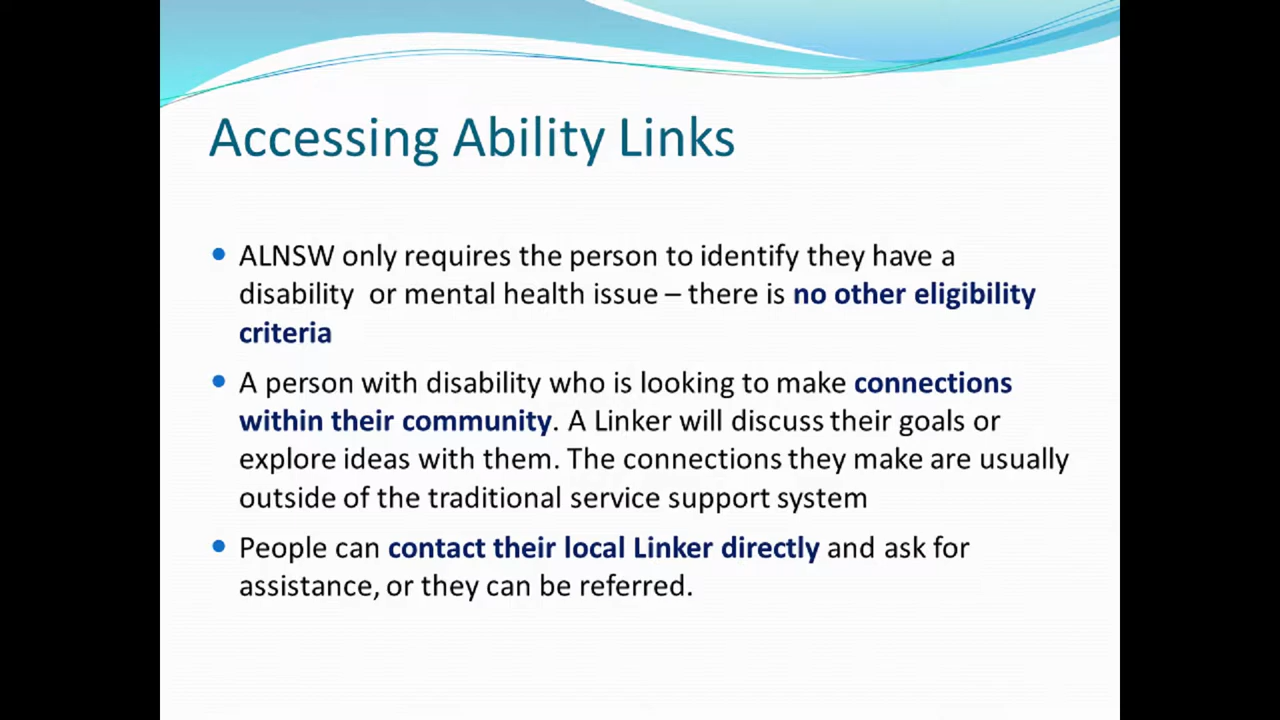 Accessing Ability Links
• ALNSW only requires the person to identify they have a
disability or mental health issue – there is no other eligibility
criteria
• A person with disability who is looking to make connections
within their community. A Linker will discuss their goals or
explore ideas with them. The connections they make are usually
outside of the traditional service support system
• People can contact their local Linker directly and ask for
assistance, or they can be referred.